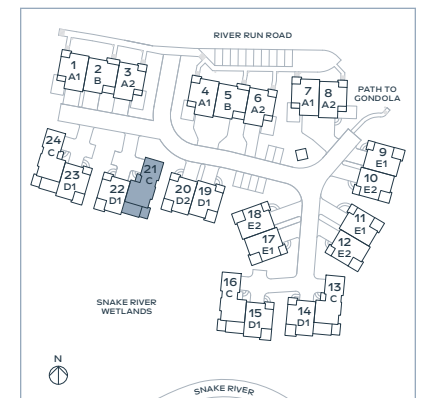 RIVER RUN ROAD
1
A1
2
B
3
A2
4
A1
5
B
6
A2
7
A1
8
A2
PATH TO
GONDOLA
24
C
23
D1
22
D1
21
C
20
D2
19
D1
9
E1
10
E2
11
E1
12
E2
18
E2
17
E1
16
C
15
D1
14
D1
13
C
SNAKE RIVER
WETLANDS
N
SNAKE RIVER